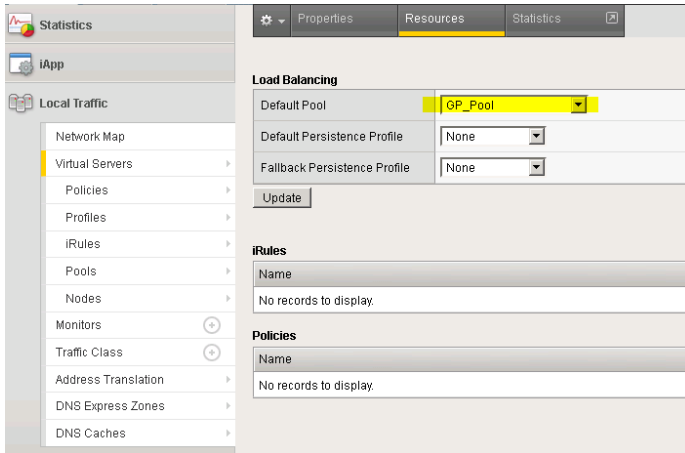 Statistics
iApp
Local Traffic
Network Map
Virtual Servers
Policies
Profiles
iRules
Pools
Nodes
Monitors
Traffic Class
Address Translation
DNS Express Zones
DNS Caches
Properties
Resources
Statistics
Load Balancing
Default Pool GP_Pool
Default Persistence Profile None
Fallback Persistence Profile None
Update
iRules
Name
No records to display.
Policies
Name
No records to display.